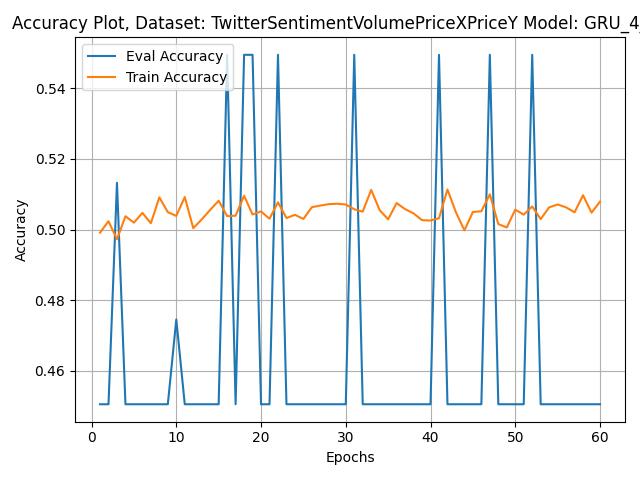 Accuracy Plot, Dataset: TwitterSentimentVolumePriceXPriceY Model: GRU_4
Eval Accuracy
Train Accuracy
Accuracy
0.54
0.52
0.50
0.48
0.46
0 10 20 30 40 50 60
Epochs